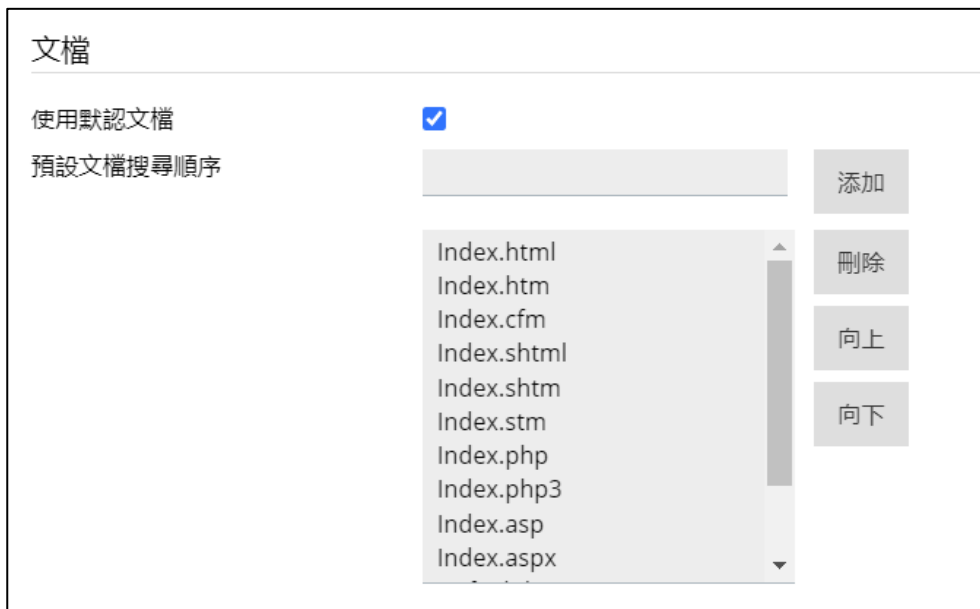 文檔
使用默認文檔
預設文檔搜尋順序
添加
Index.html
刪除
Index.htm
Index.cfm
向上
Index.shtml
Index.shtm
向下
Index.stm
Index.php
Index.php3
Index.asp
Index.aspx